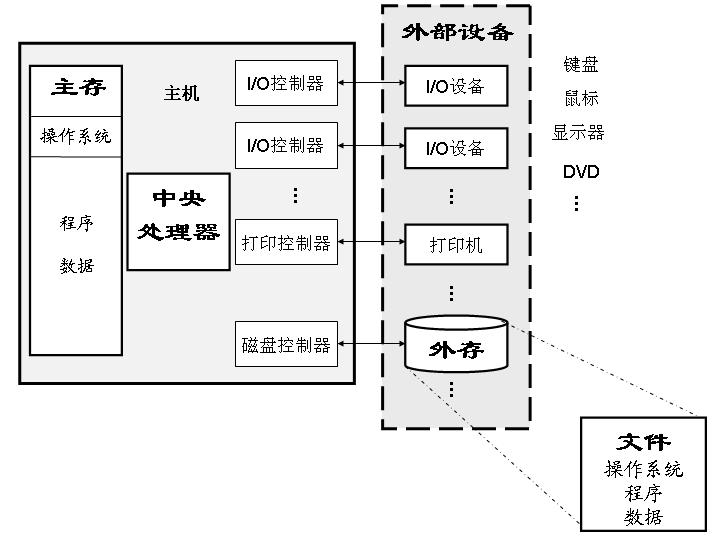 主存
操作系统
程序
数据
主机
中央
处理器
I/O控制器
I/O控制器
⋮
打印控制器
磁盘控制器
外部设备
I/O设备
I/O设备
⋮
打印机
⋮
外存
⋮
键盘
鼠标
显示器
DVD
⋮
文件
操作系统
程序
数据